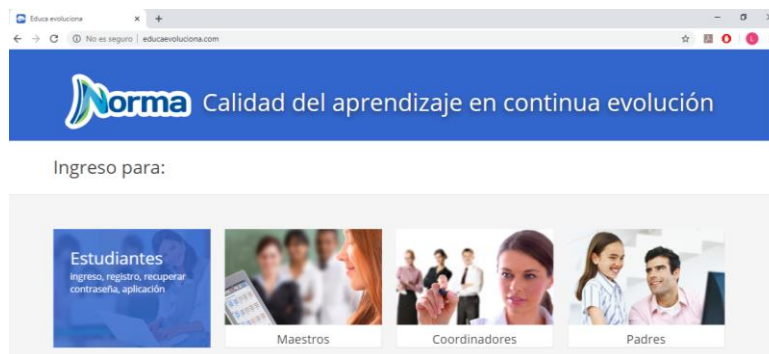 Educa evoluciona
No es seguro | educaevoluciona.com
L
Norma Calidad del aprendizaje en continua evolución
Ingreso para:
Estudiantes
ingreso, registro, recuperar
contraseña, aplicación
Maestros
Coordinadores
Padres